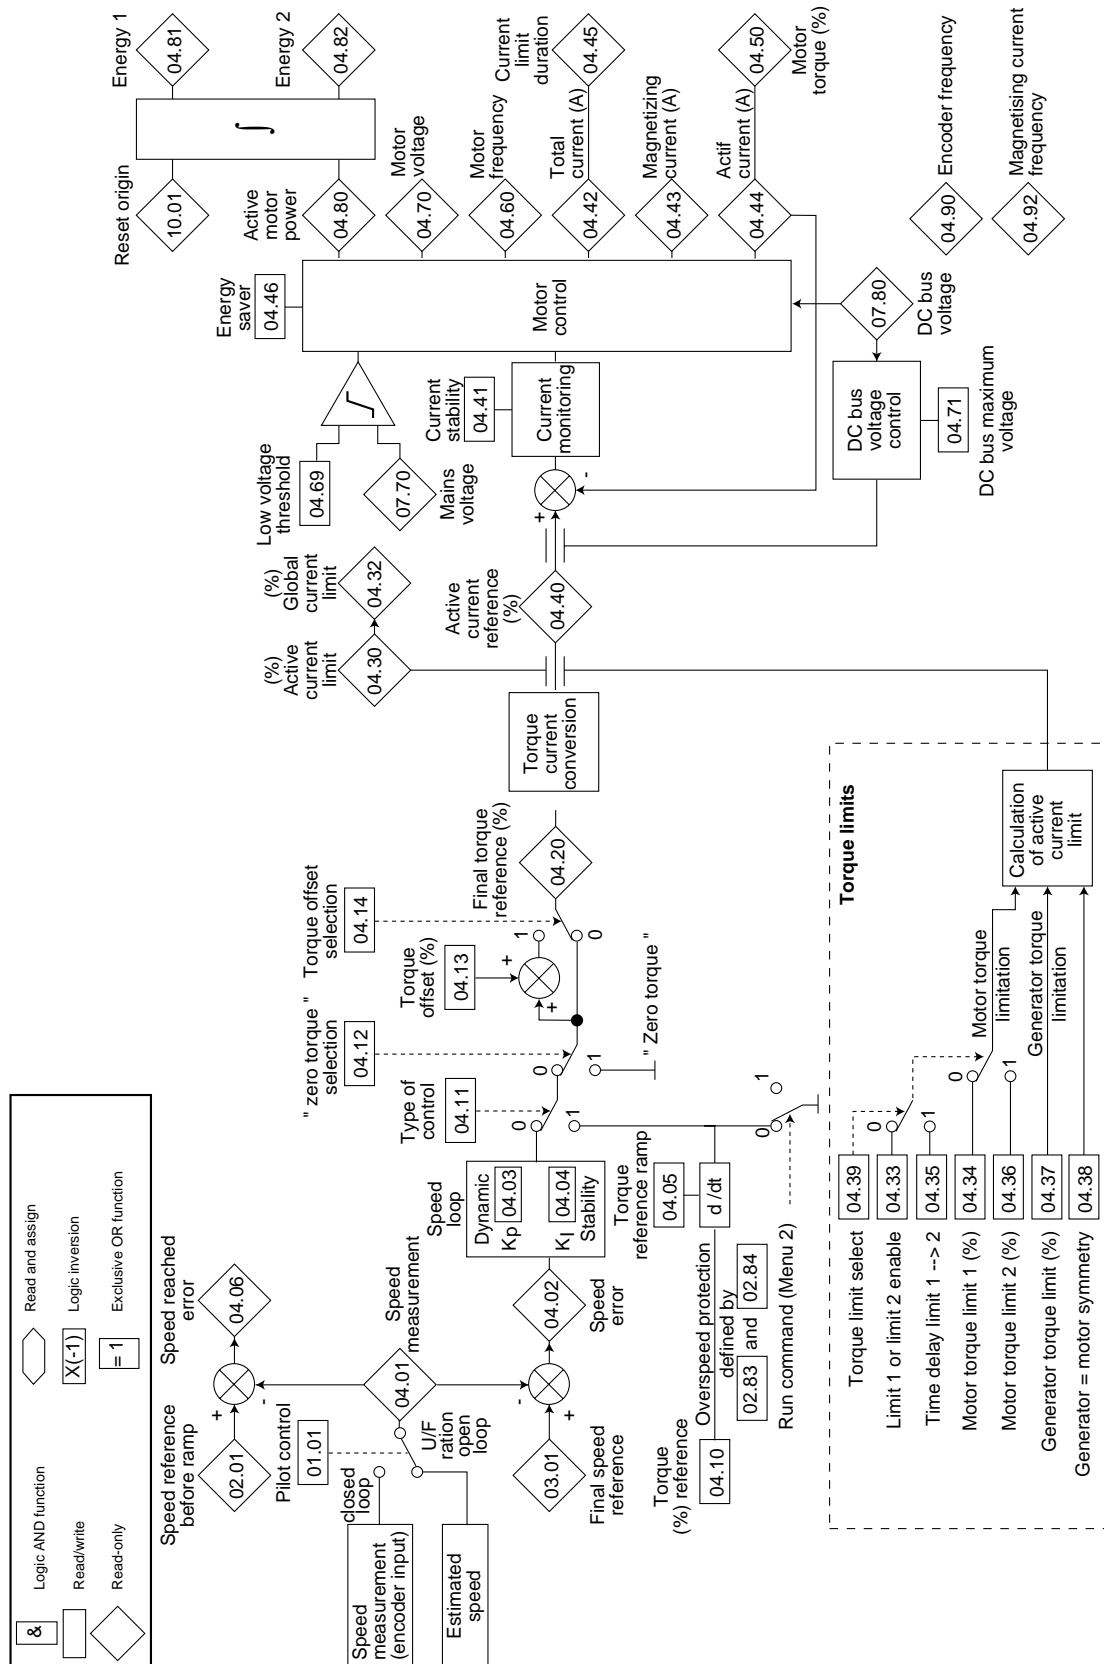 &
Logic AND function
Read/write
Read-only
Read and assign
X(-1)
Logic inversion
= 1
Exclusive OR function
Speed reference
before ramp
02.01
+
-
Speed reached
error
04.06
Pilot control
01.01
closed loop
Speed
measurement
(encoder input)
Estimated
speed
U/F
ration
open
loop
04.01
Speed
measurement
Final speed
reference
03.01
-
+
04.02
Speed
error
Speed
loop
Dynamic
Kp
04.03
KI
04.04
Stability
Torque
(%) reference
04.10
Overspeed protection
defined by
02.83
and
02.84
Torque
reference ramp
04.05
d /dt
Run command (Menu 2)
0
1
Type of
control
04.11
0
1
" zero torque "
selection
04.12
0
1
" Zero torque "
Torque
offset (%)
04.13
+
+
Torque offset
selection
04.14
1
0
Final torque
reference (%)
04.20
Torque
current
conversion
(%)
Active
current
limit
04.30
(%)
Global
current
limit
04.32
Active
current
reference
(%)
04.40
+
-
Low voltage
threshold
04.69
07.70
Mains
voltage
Current
stability
04.41
Current
monitoring
Energy
saver
04.46
Motor
control
Reset origin
10.01
∫
Energy 1
04.81
Energy 2
04.82
Active
motor
power
04.80
Motor
voltage
04.70
Motor
frequency
04.60
Total
current (A)
04.42
Current
limit
duration
04.45
Magnetizing
current (A)
04.43
Actif
current (A)
04.44
04.50
Motor
torque (%)
07.80
DC bus
voltage
DC bus
voltage
control
04.71
DC bus maximum
voltage
04.90
Encoder frequency
04.92
Magnetising current
frequency
Torque limits
Torque limit select
04.39
Limit 1 or limit 2 enable
04.33
0
Time delay limit 1 --> 2
04.35
1
Motor torque limit 1 (%)
04.34
0
Motor torque limit 2 (%)
04.36
1
Generator torque limit (%)
04.37
Generator = motor symmetry
04.38
Motor torque
limitation
Generator torque
limitation
Calculation
of active
current
limit